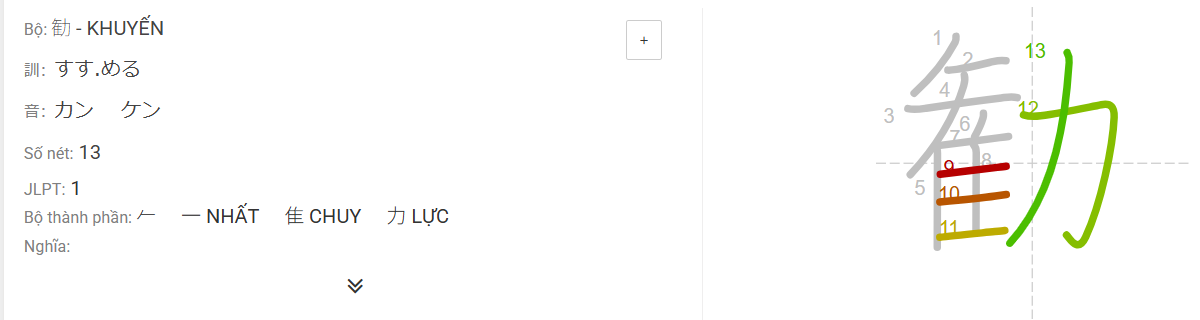 Bộ: 勧 - KHUYẾN
+
訓: すす.める
音: カン ケン
Số nét: 13
JLPT: 1
Bộ thành phần: 𠂉 一 NHẤT 隹 CHUY 力 LỰC
Nghĩa:
1
2
13
4
3
12
6
7
8
9
5
10
11